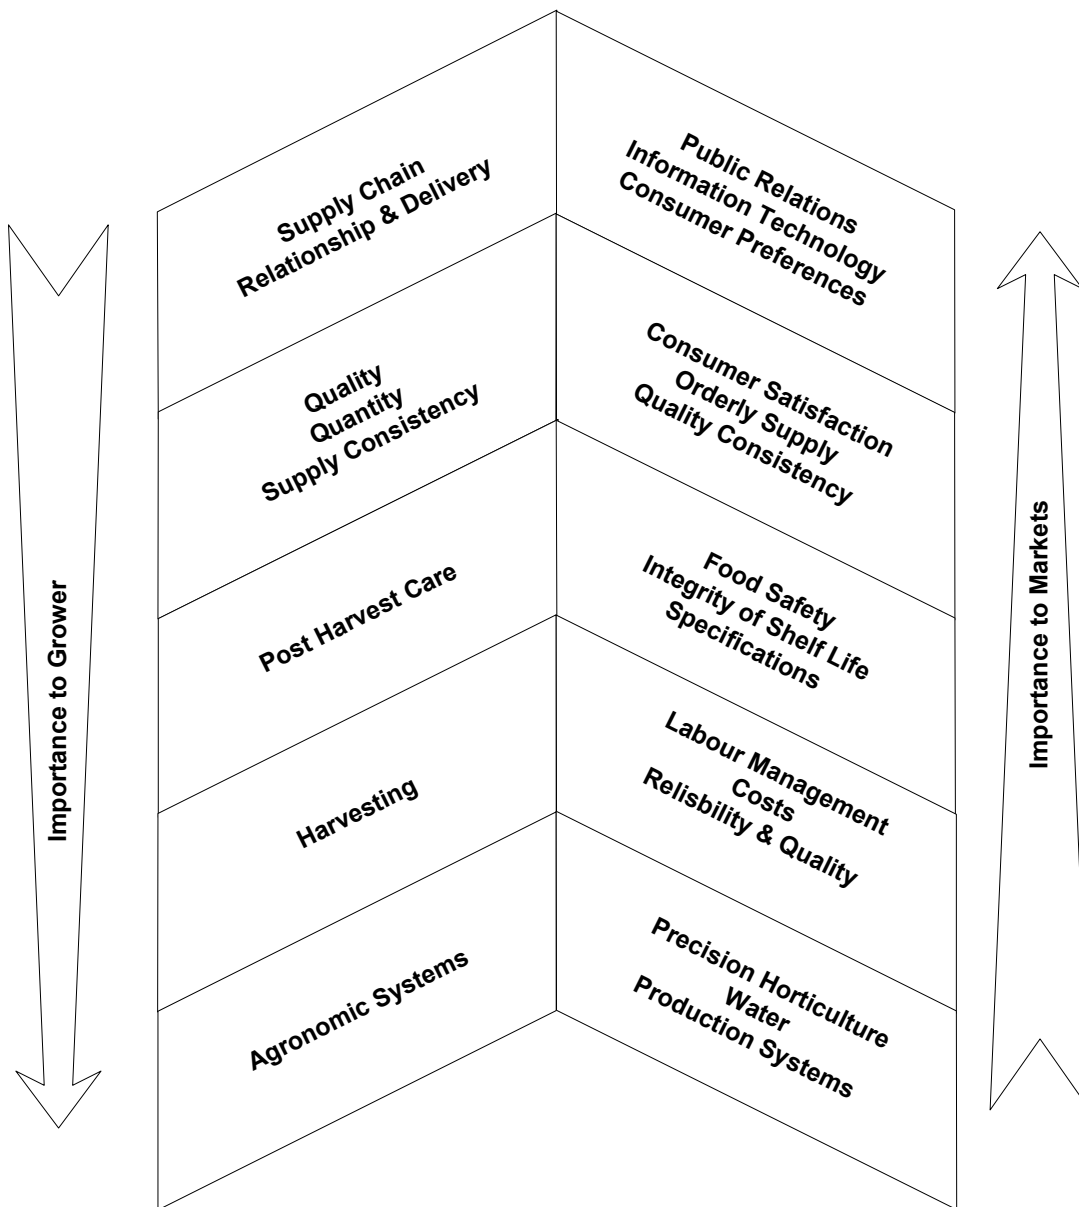 Supply Chain
Relationship & Delivery
Public Relations
Information Technology
Consumer Preferences
Quality
Quantity
Supply Consistency
Consumer Satisfaction
Orderly Supply
Quality Consistency
Post Harvest Care
Food Safety
Integrity of Shelf Life
Specifications
Harvesting
Labour Management
Costs
Relisbility & Quality
Agronomic Systems
Precision Horticulture
Water
Production Systems
Importance to Grower
Importance to Markets